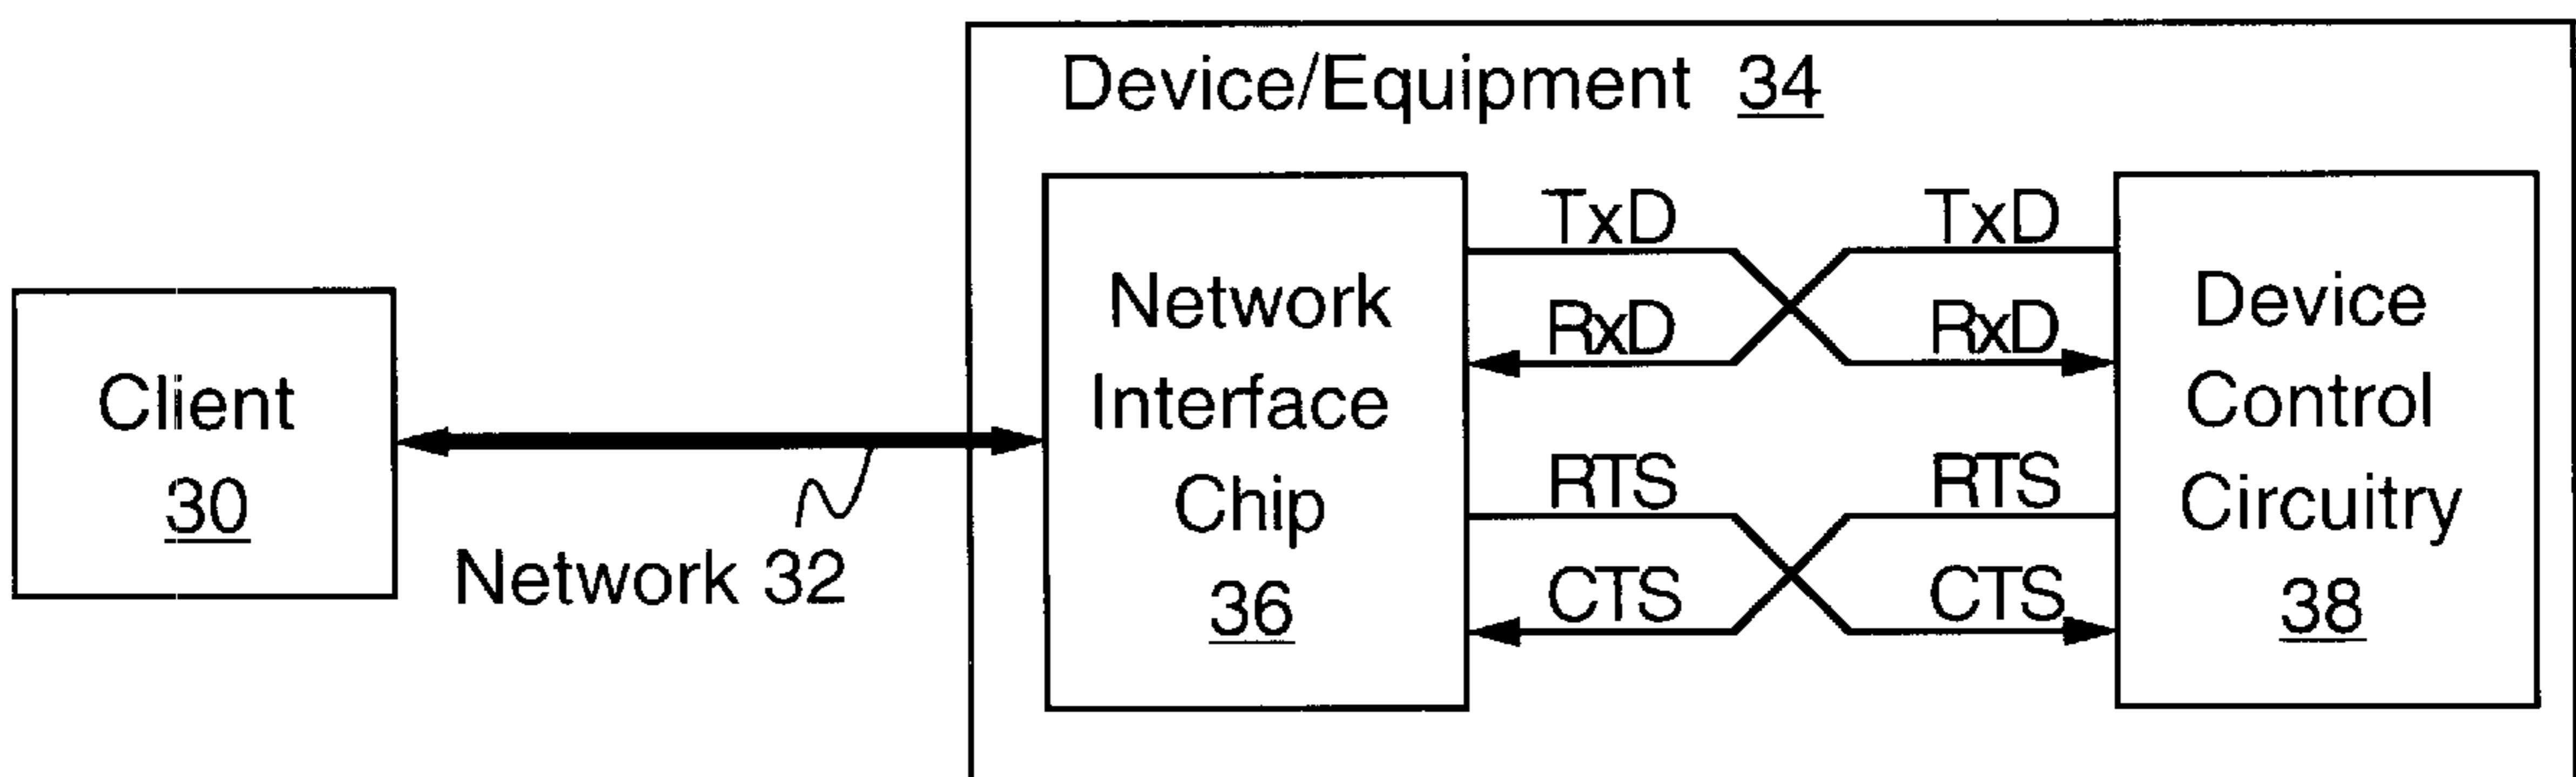 Device/Equipment 34
Client
30
Network 32
Network
Interface
Chip
36
TxD
TxD
RxD
RxD
RTS
RTS
CTS
CTS
Device
Control
Circuitry
38